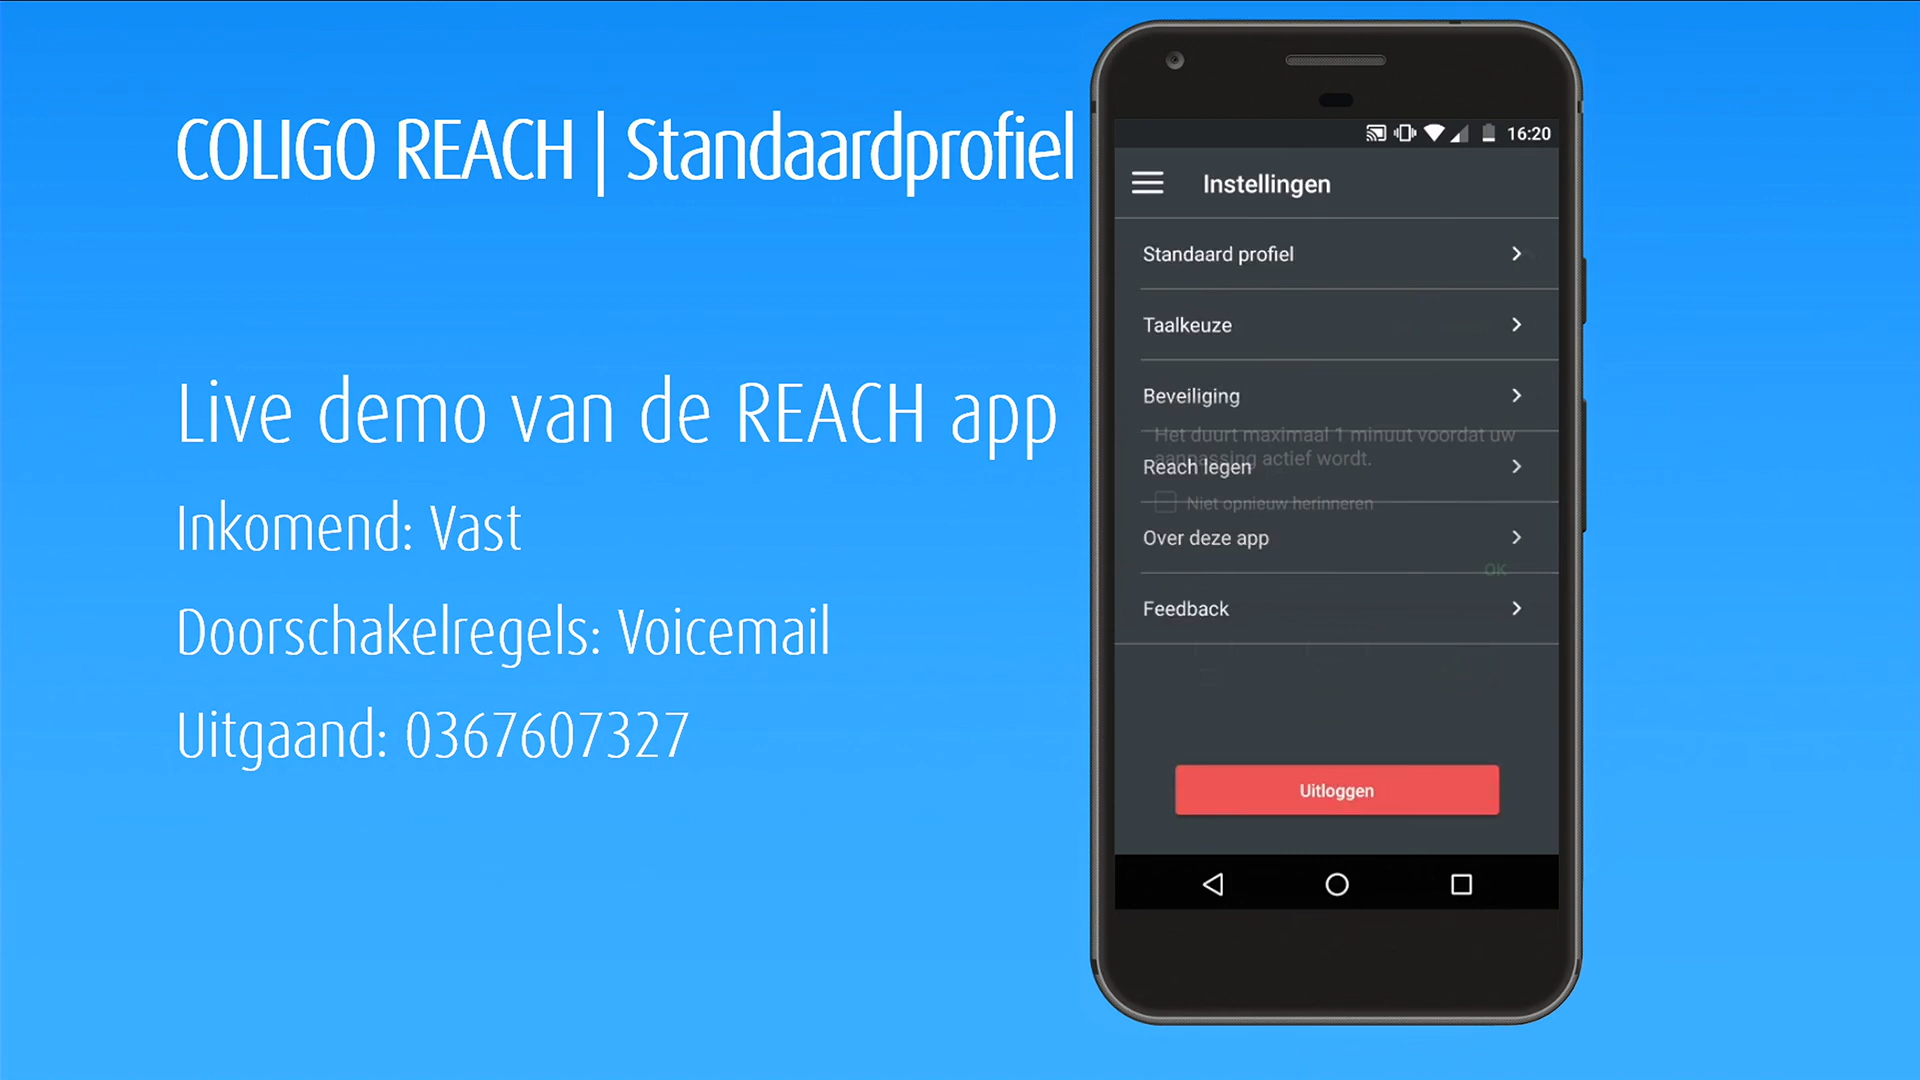 COLIGO REACH | Standaardprofiel
Live demo van de REACH app
Inkomend: Vast
Doorschakelregels: Voicemail
Uitgaand: 0367607327
16:20
Instellingen
Standaard profiel
Taalkeuze
Beveiliging
Het duurt maximaal 1 minuut voordat uw
aanpassing actief wordt.
Reach legen
Niet opnieuw herinneren
Over deze app
OK
Feedback
Uitloggen